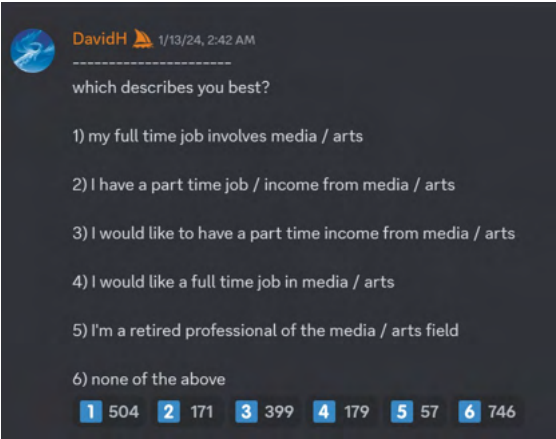 DavidH 1/13/24, 2:42 AM
----------------------
which describes you best?
1) my full time job involves media / arts
2) I have a part time job / income from media / arts
3) I would like to have a part time income from media / arts
4) I would like a full time job in media / arts
5) I'm a retired professional of the media / arts field
6) none of the above
1 504 2 171 3 399 4 179 5 57 6 746